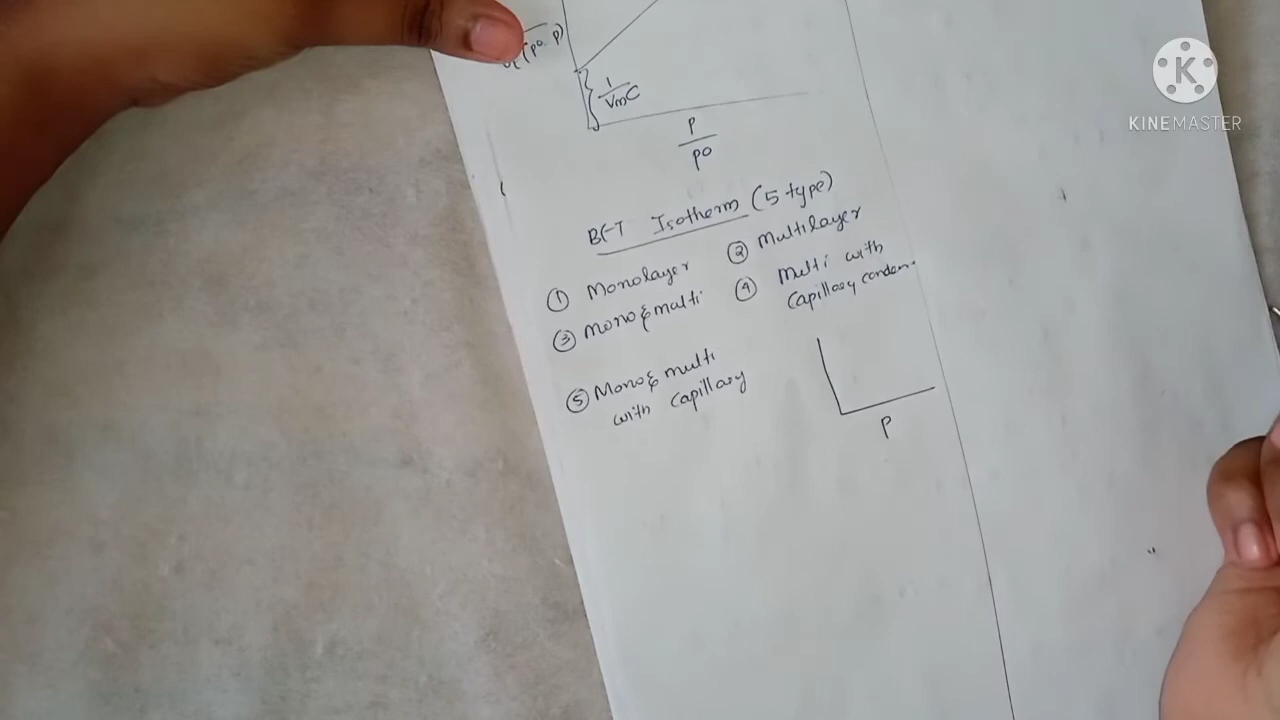 (p° - p)
1
VmC
P
p°
BET Isotherm (5 type)
① Monolayer ② Multilayer
③ Mono & multi ④ Multi with
Capillary conden.
⑤ Mono & multi
with Capillary
P
KINEMASTER